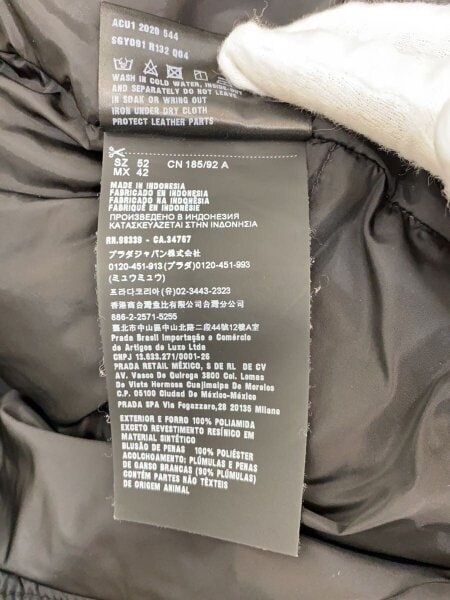 ACU1 2020 S44
SGY091 R132 Q04
WASH IN COLD WATER, INSIDE
AND SEPARATELY DO NOT LEAVE
IN SOAK OR WRING OUT
IRON UNDER DRY CLOTH
PROTECT LEATHER PARTS
SZ 52 CN 185/92 A
MX 42
MADE IN INDONESIA
FABRICADO EN INDONESIA
FABRICADO NA INDONÉSIA
FABRIQUÉ EN INDONÉSIE
ПРОИЗВЕДЕНО В ИНДОНЕЗИЯ
ΚΑΤΑΣΚΕΥΑΖΕΤΑΙ ΣΤΗΝ ΙΝΔΟΝΗΣΙΑ
RN.98339 - CA.34767
プラダジャパン(株)
0120-451-913(プラダ)0120-451-993
(ミュウミュウ)
프라다코리아(유)02-3443-2323
香港商台灣普比有限公司台灣分公司
886-2-2571-5255
臺北市中山區中山北路二段44號12樓A室
Prada Brasil Importação e Comércio
de Artigos de Luxo Ltda
CNPJ 13.633.271/0001-26
PRADA RETAIL MÉXICO, S DE RL DE CV
AV. Vasco De Quiroga 3800 Col. Lomas
De Vista Hermosa Cuajimalpa De Morelos
C.P. 05100 Ciudad De México-México
PRADA SPA Via Fogazzaro,28 20135 Milano
EXTERIOR E FORRO 100% POLIAMIDA
EXCETO REVESTIMENTO RESÍNICO EM
MATERIAL SINTÉTICO
BLUSÃO DE PENAS 100% POLIÉSTER
ACOLCHOAMENTO: PLÚMULAS E PENAS
DE GANSO BRANCAS (90% PLÚMULAS)
CONTÉM PARTES NÃO TÊXTEIS
DE ORIGEM ANIMAL